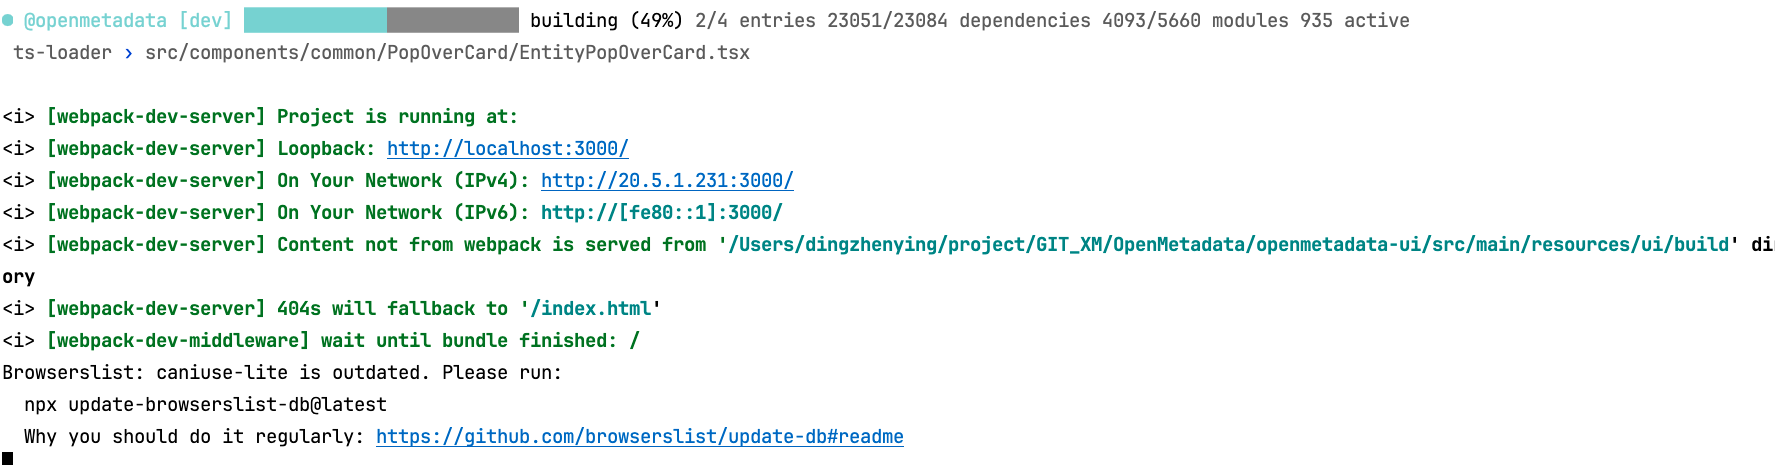 ● @openmetadata [dev] building (49%) 2/4 entries 23051/23084 dependencies 4093/5660 modules 935 active
ts-loader › src/components/common/PopOverCard/EntityPopOverCard.tsx
<i> [webpack-dev-server] Project is running at:
<i> [webpack-dev-server] Loopback: http://localhost:3000/
<i> [webpack-dev-server] On Your Network (IPv4): http://20.5.1.231:3000/
<i> [webpack-dev-server] On Your Network (IPv6): http://[fe80::1]:3000/
<i> [webpack-dev-server] Content not from webpack is served from '/Users/dingzhenying/project/GIT_XM/OpenMetadata/openmetadata-ui/src/main/resources/ui/build' dir
ory
<i> [webpack-dev-server] 404s will fallback to '/index.html'
<i> [webpack-dev-middleware] wait until bundle finished: /
Browserslist: caniuse-lite is outdated. Please run:
npx update-browserslist-db@latest
Why you should do it regularly: https://github.com/browserslist/update-db#readme